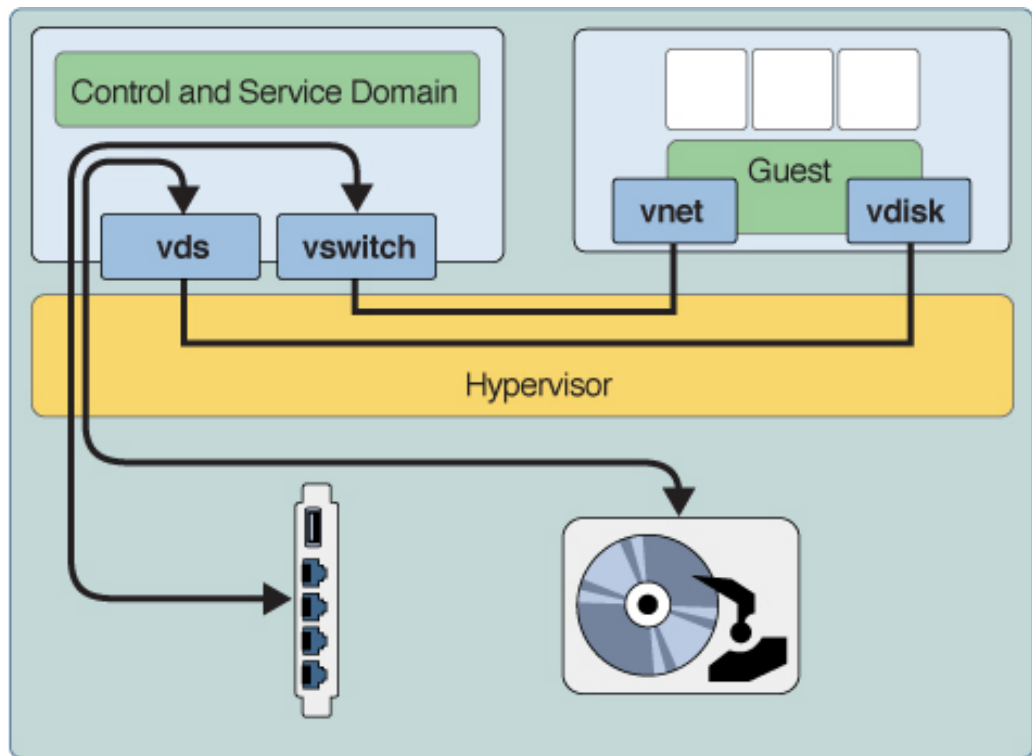 Control and Service Domain
Guest
vnet
vdisk
vds
vswitch
Hypervisor